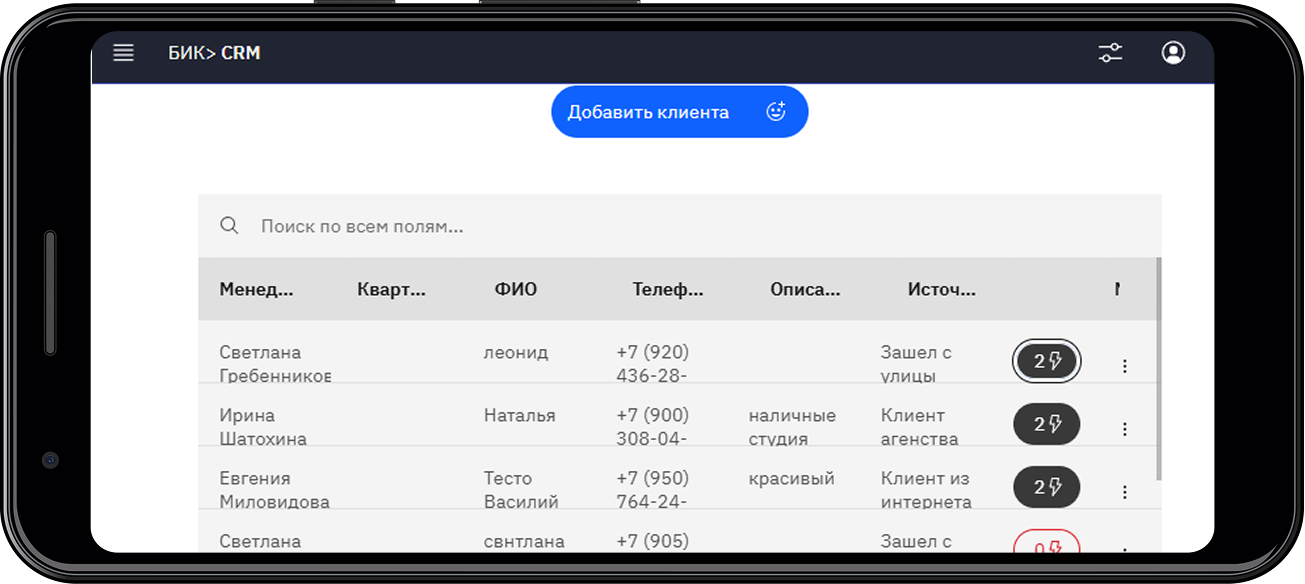 БИК> CRM
Добавить клиента
Поиск по всем полям...
Менед... Кварт... ФИО Телеф... Описа... Источ...
Светлана леонид +7 (920) Зашел с 2
Гребенников 436-28- улицы
Ирина Наталья +7 (900) наличные Клиент 2
Шатохина 308-04- студия агенства
Евгения Тесто +7 (950) красивый Клиент из 2
Миловидова Василий 764-24- интернета
Светлана свнтлана +7 (905) Зашел с 0